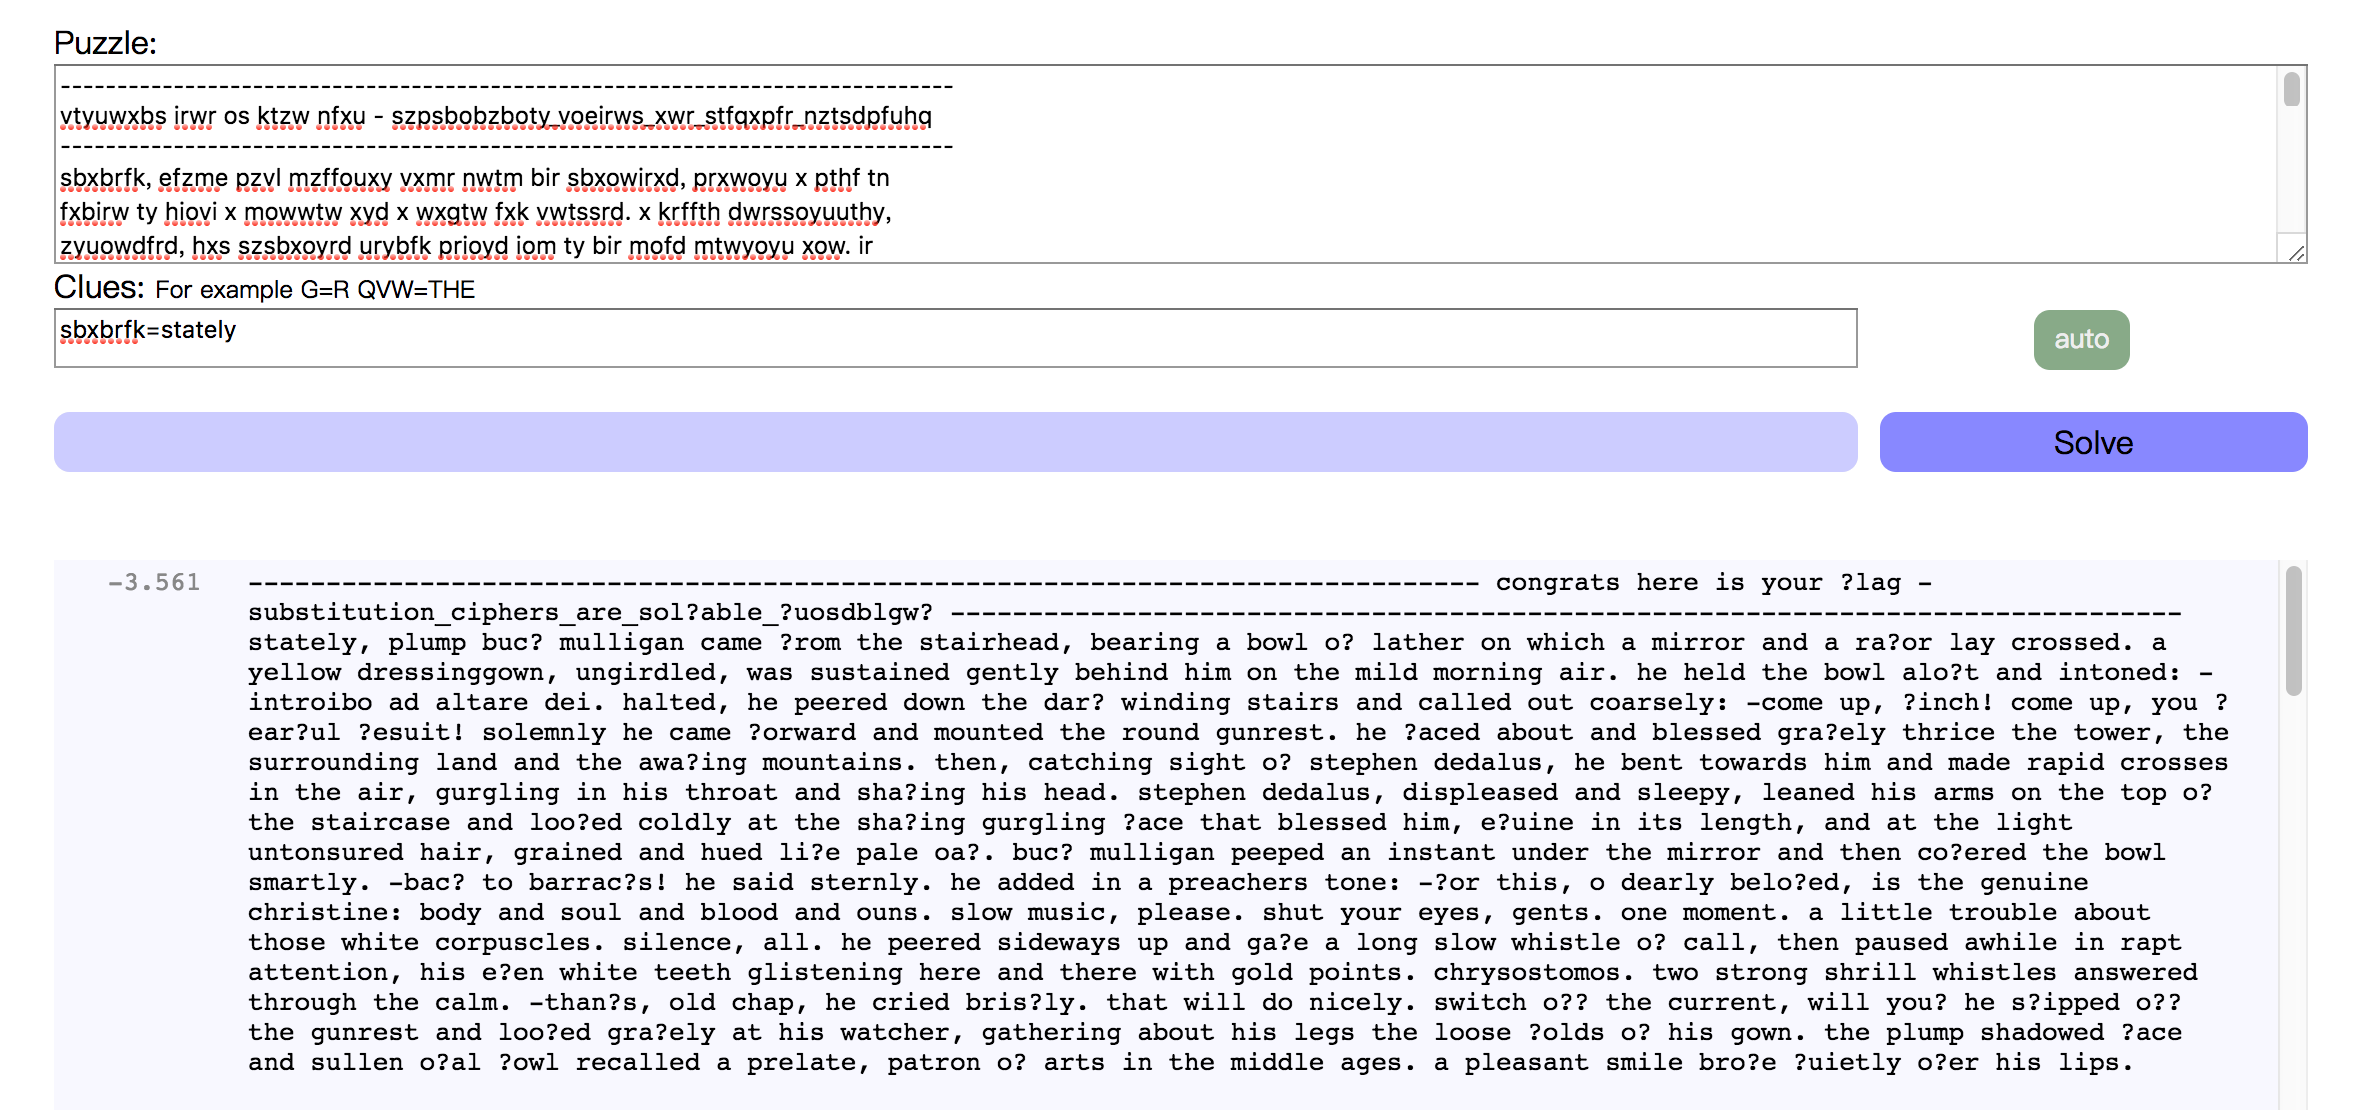 Puzzle:
-------------------------------------------------------------------------------
vtyuwxbs irwr os ktzw nfxu - szpsbobzboty_voeirws_xwr_stfqxpfr_nztsdpfuhq
-------------------------------------------------------------------------------
sbxbrfk, efzme pzvl mzffouxy vxmr nwtm bir sbxowirxd, prxwoyu x pthf tn
fxbirw ty hiovi x mowwtw xyd x wxgtw fxk vwtssrd. x krffth dwrssoyuuthy,
zyuowdfrd, hxs szsbxoyrd urybfk prioyd iom ty bir mofd mtwyoyu xow. ir
Clues: For example G=R QVW=THE
sbxbrfk=stately
auto
Solve
-3.561 ------------------------------------------------------------------------------- congrats here is your ?lag -
substitution_ciphers_are_sol?able_?uosdblgw? -------------------------------------------------------------------------------
stately, plump buc? mulligan came ?rom the stairhead, bearing a bowl o? lather on which a mirror and a ra?or lay crossed. a
yellow dressinggown, ungirdled, was sustained gently behind him on the mild morning air. he held the bowl alo?t and intoned: -
introibo ad altare dei. halted, he peered down the dar? winding stairs and called out coarsely: -come up, ?inch! come up, you ?
ear?ul ?esuit! solemnly he came ?orward and mounted the round gunrest. he ?aced about and blessed gra?ely thrice the tower, the
surrounding land and the awa?ing mountains. then, catching sight o? stephen dedalus, he bent towards him and made rapid crosses
in the air, gurgling in his throat and sha?ing his head. stephen dedalus, displeased and sleepy, leaned his arms on the top o?
the staircase and loo?ed coldly at the sha?ing gurgling ?ace that blessed him, e?uine in its length, and at the light
untonsured hair, grained and hued li?e pale oa?. buc? mulligan peeped an instant under the mirror and then co?ered the bowl
smartly. -bac? to barrac?s! he said sternly. he added in a preachers tone: -?or this, o dearly belo?ed, is the genuine
christine: body and soul and blood and ouns. slow music, please. shut your eyes, gents. one moment. a little trouble about
those white corpuscles. silence, all. he peered sideways up and ga?e a long slow whistle o? call, then paused awhile in rapt
attention, his e?en white teeth glistening here and there with gold points. chrysostomos. two strong shrill whistles answered
through the calm. -than?s, old chap, he cried bris?ly. that will do nicely. switch o?? the current, will you? he s?ipped o??
the gunrest and loo?ed gra?ely at his watcher, gathering about his legs the loose ?olds o? his gown. the plump shadowed ?ace
and sullen o?al ?owl recalled a prelate, patron o? arts in the middle ages. a pleasant smile bro?e ?uietly o?er his lips.